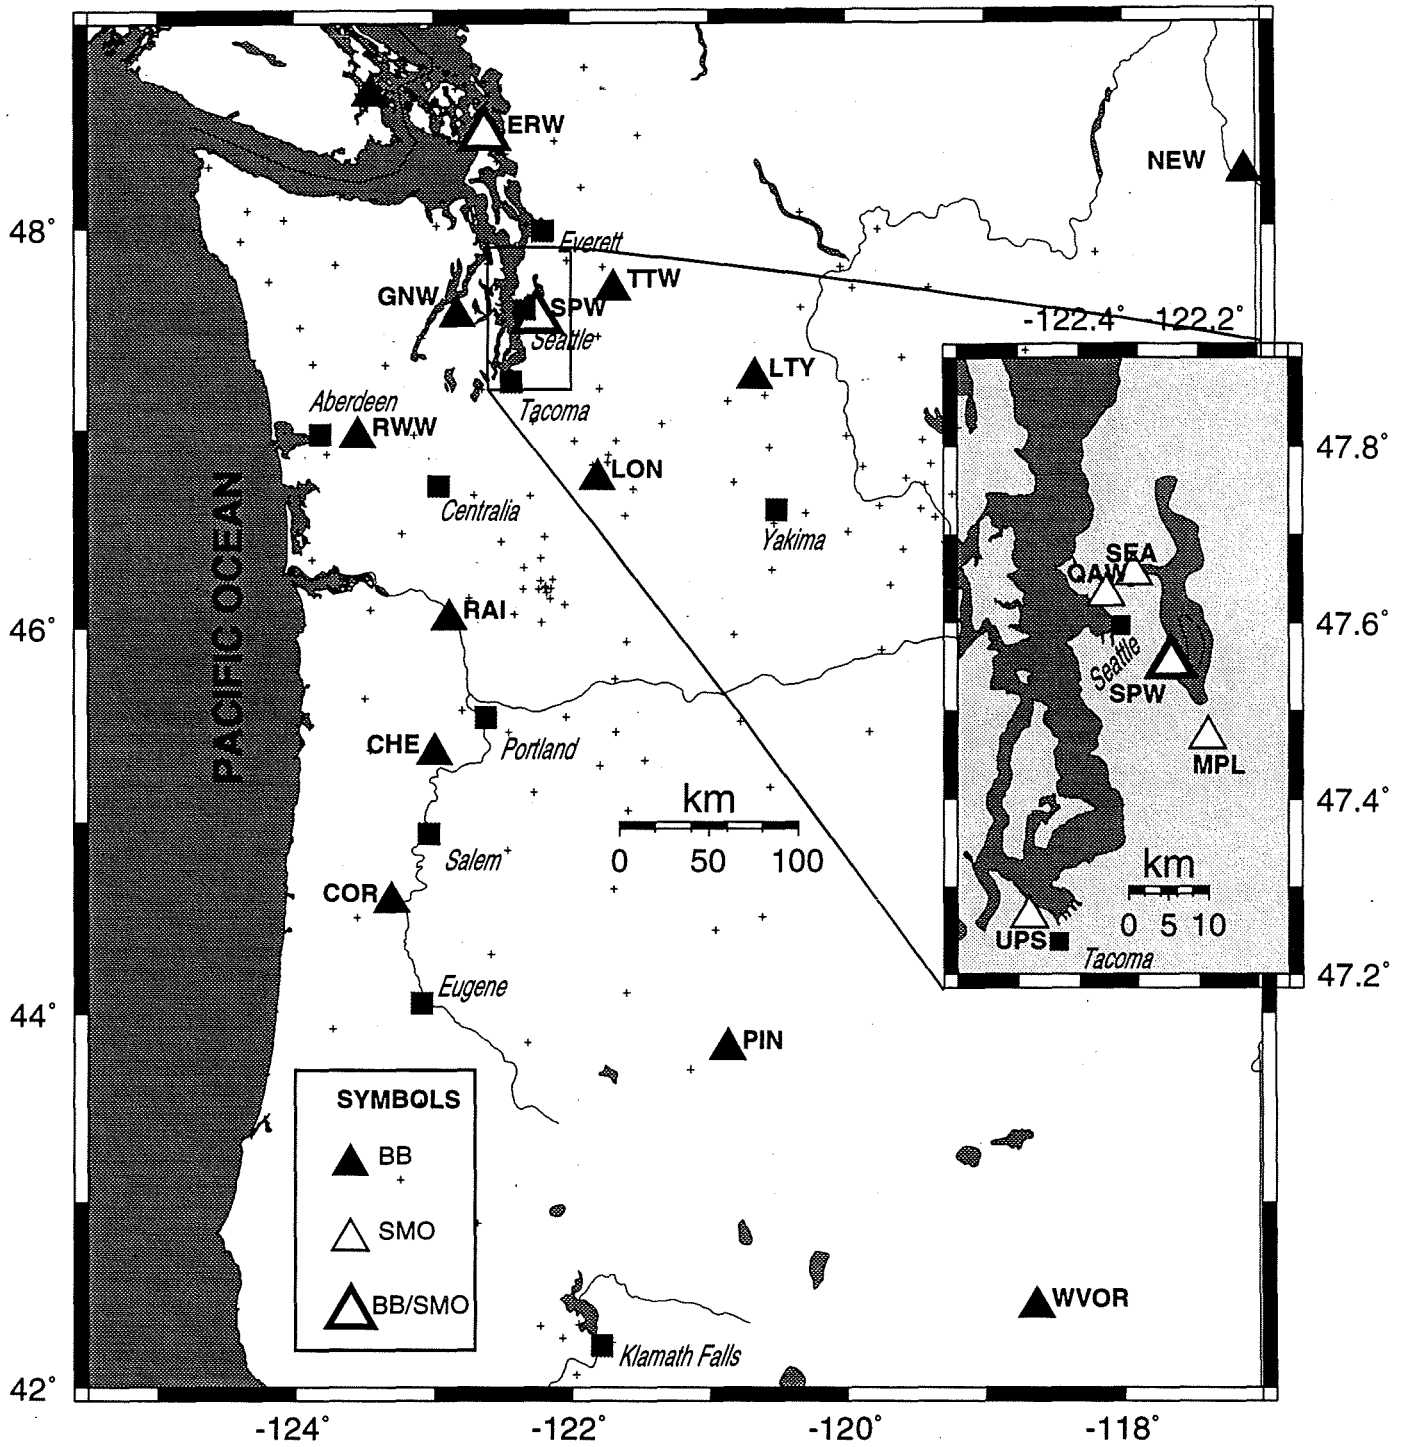 ERW
NEW
48°
Everett
TTW
GNW
SPW
Seattle
-122.4° -122.2°
LTY
Aberdeen
Tacoma
RWW
47.8°
LON
PACIFIC OCEAN
Centralia
Yakima
SEA
QAW
RAI
46°
47.6°
Seattle
SPW
CHE
Portland
MPL
km
47.4°
0 50 100
Salem
km
COR
0 5 10
UPS
Tacoma
47.2°
Eugene
44°
PIN
SYMBOLS
BB
SMO
BB/SMO
WVOR
Klamath Falls
42°
-124° -122° -120° -118°